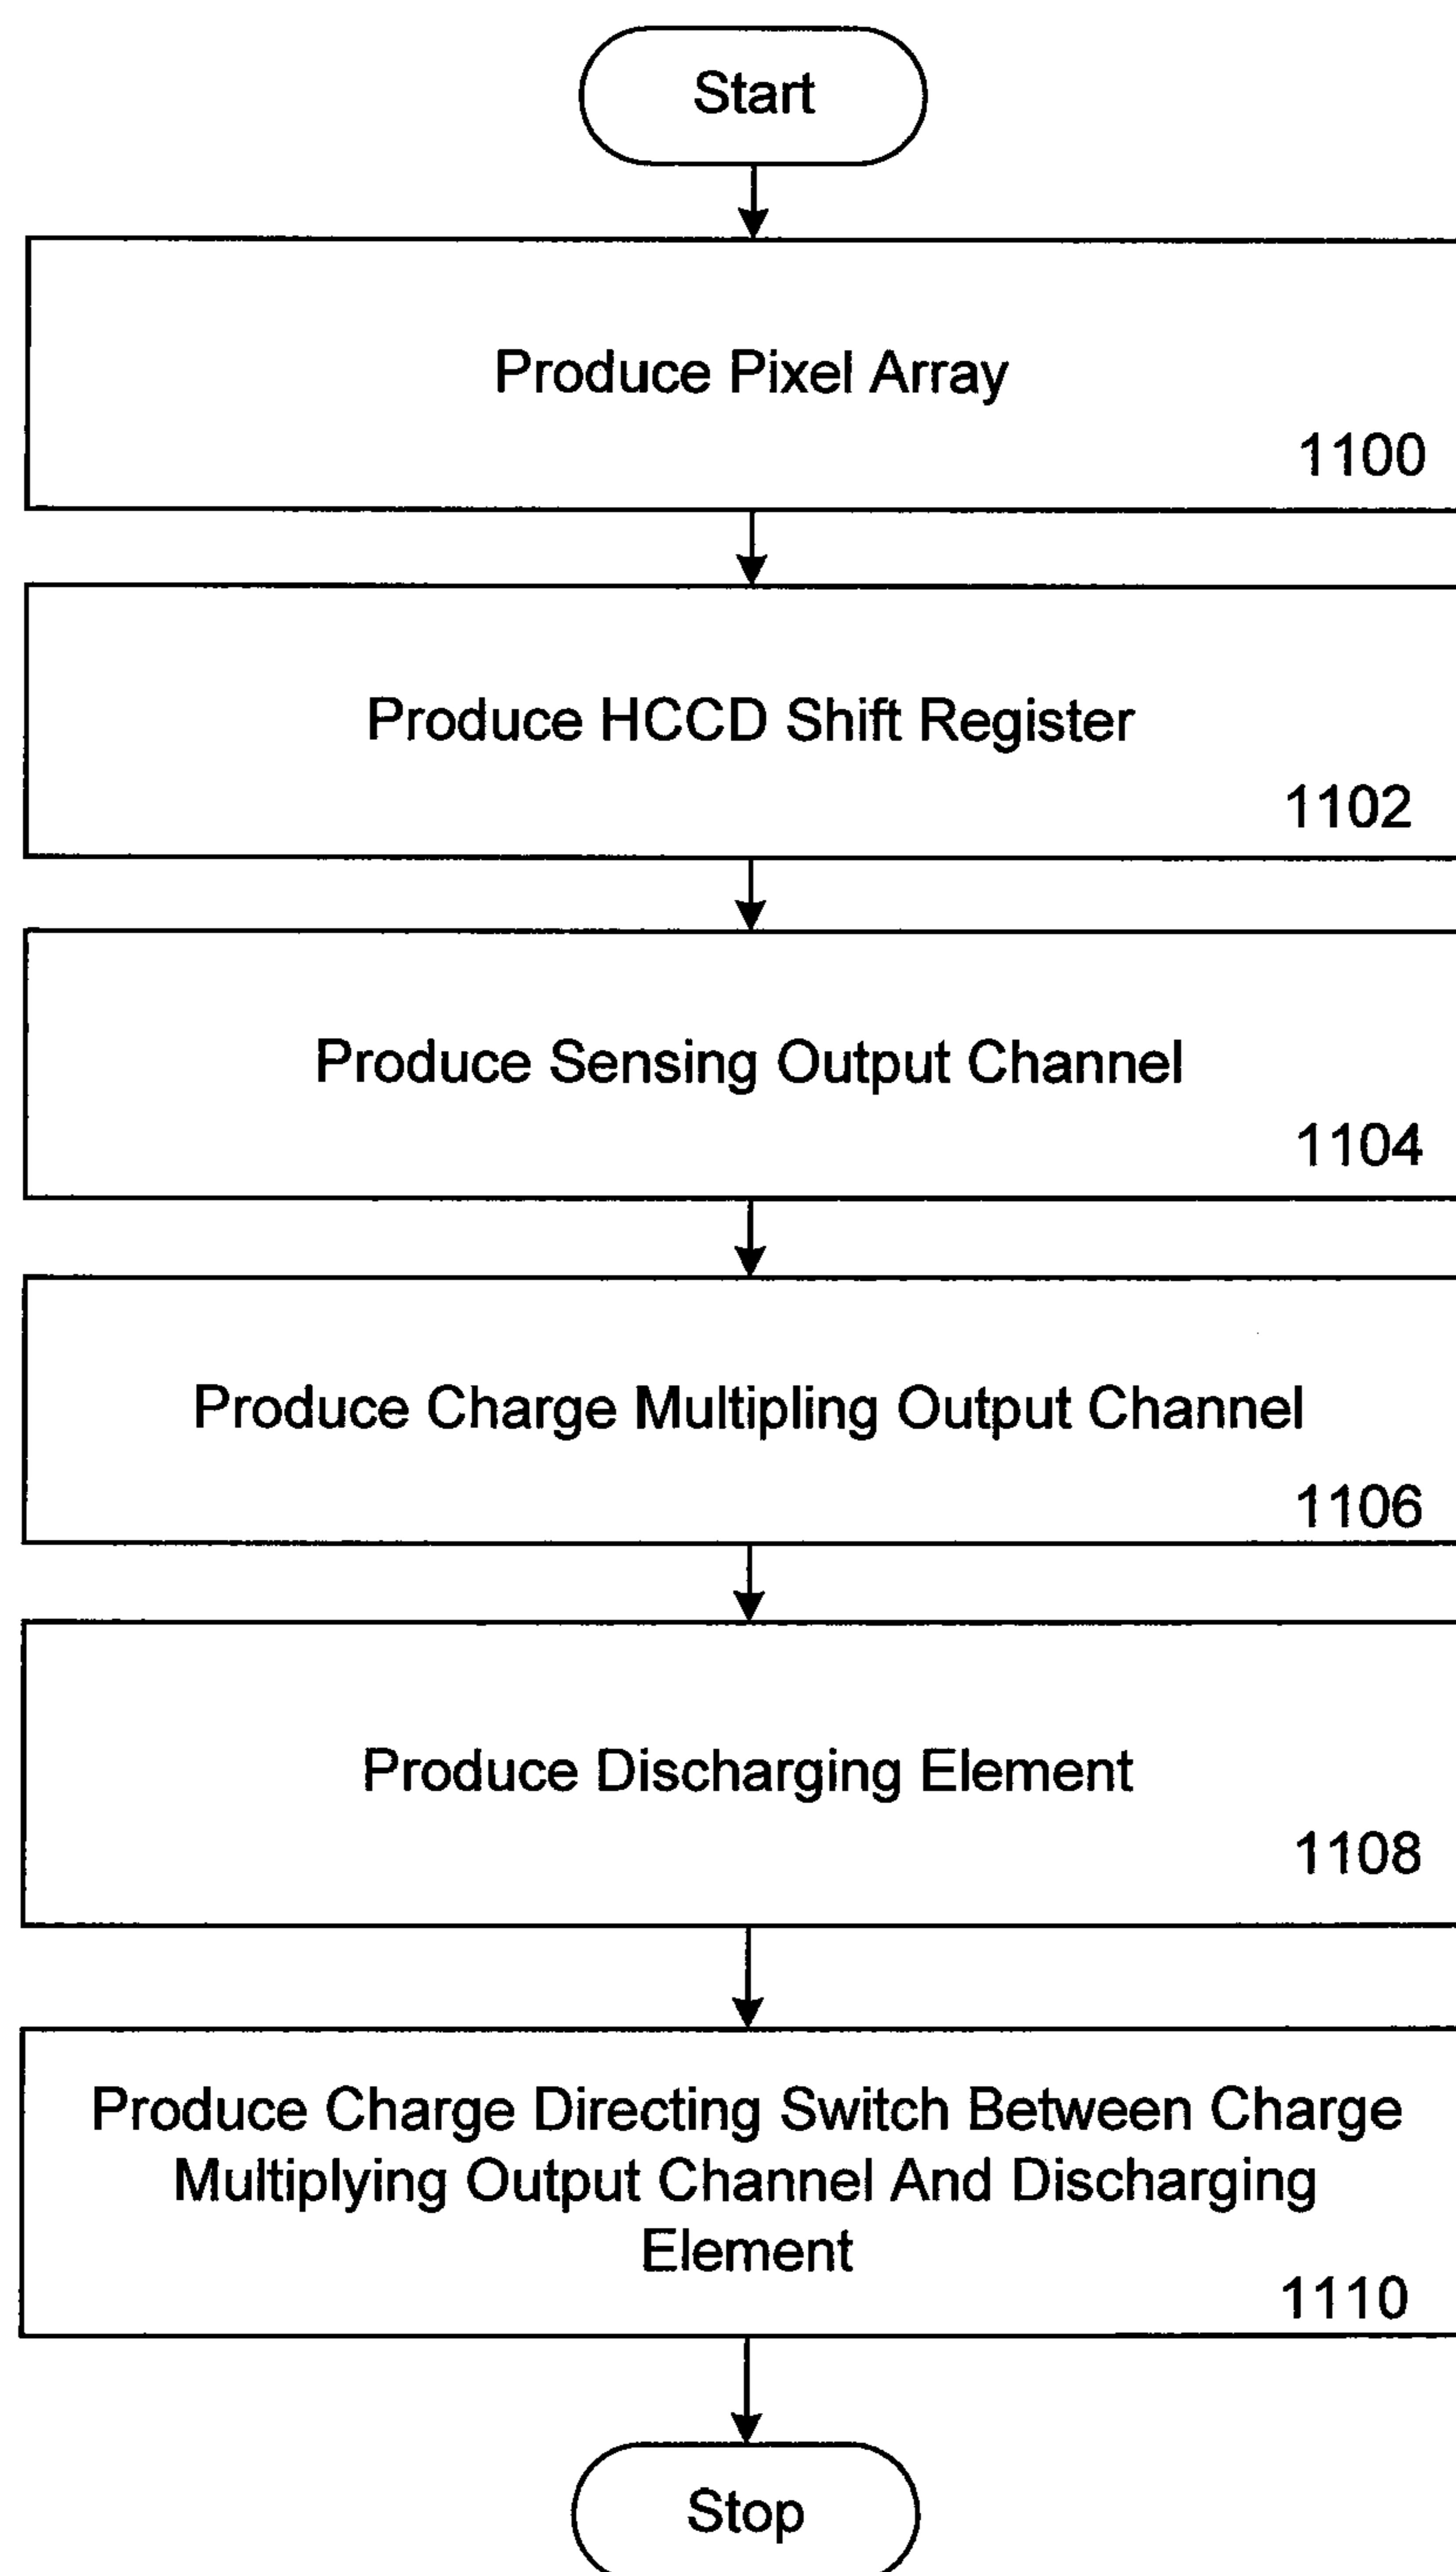 Start
Produce Pixel Array
1100
Produce HCCD Shift Register
1102
Produce Sensing Output Channel
1104
Produce Charge Multipling Output Channel
1106
Produce Discharging Element
1108
Produce Charge Directing Switch Between Charge
Multiplying Output Channel And Discharging
Element
1110
Stop